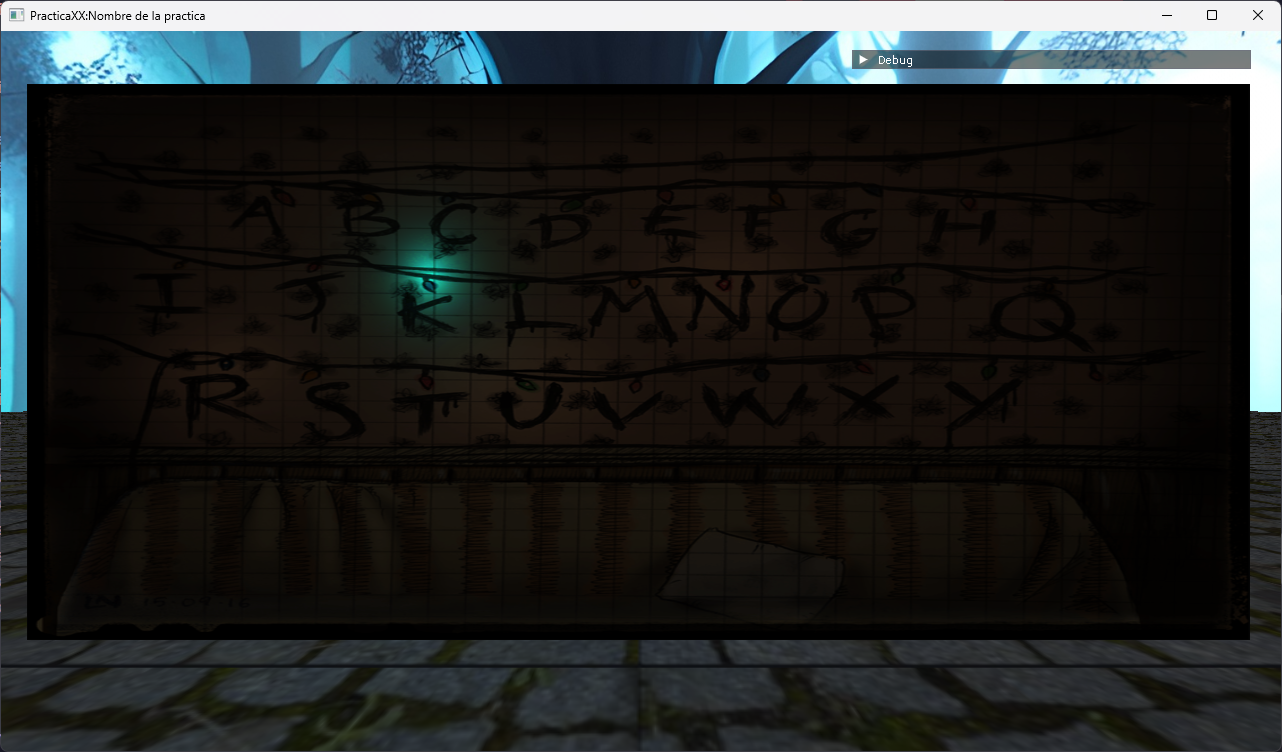 PracticaXX:Nombre de la practica
Debug
A B C D E F G H
I J K L M N O P Q
R S T U V W X Y